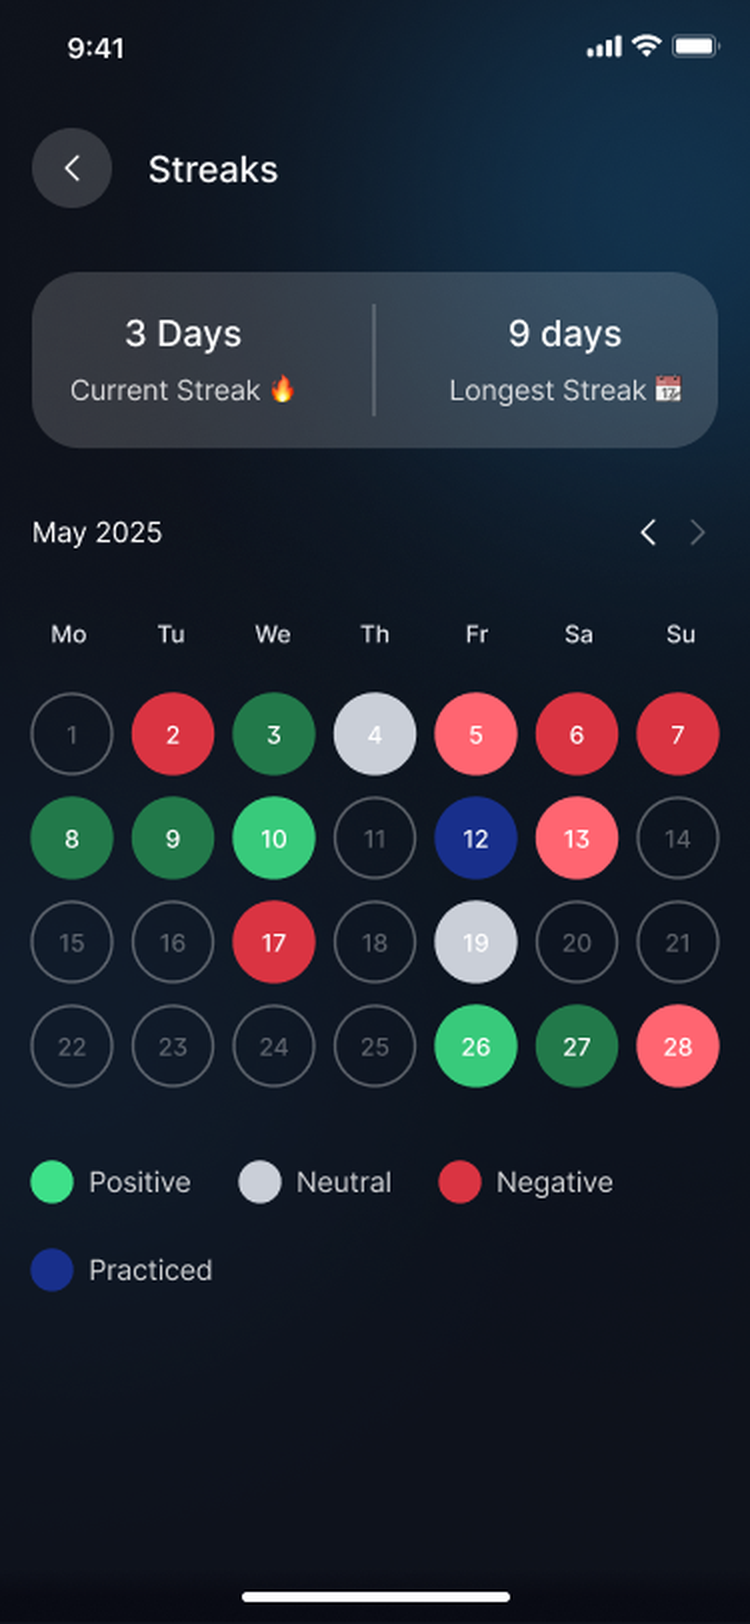 9:41
Streaks
3 Days 9 days
Current Streak 🔥 Longest Streak 📆
May 2025
Mo Tu We Th Fr Sa Su
1 2 3 4 5 6 7
8 9 10 11 12 13 14
15 16 17 18 19 20 21
22 23 24 25 26 27 28
Positive Neutral Negative
Practiced